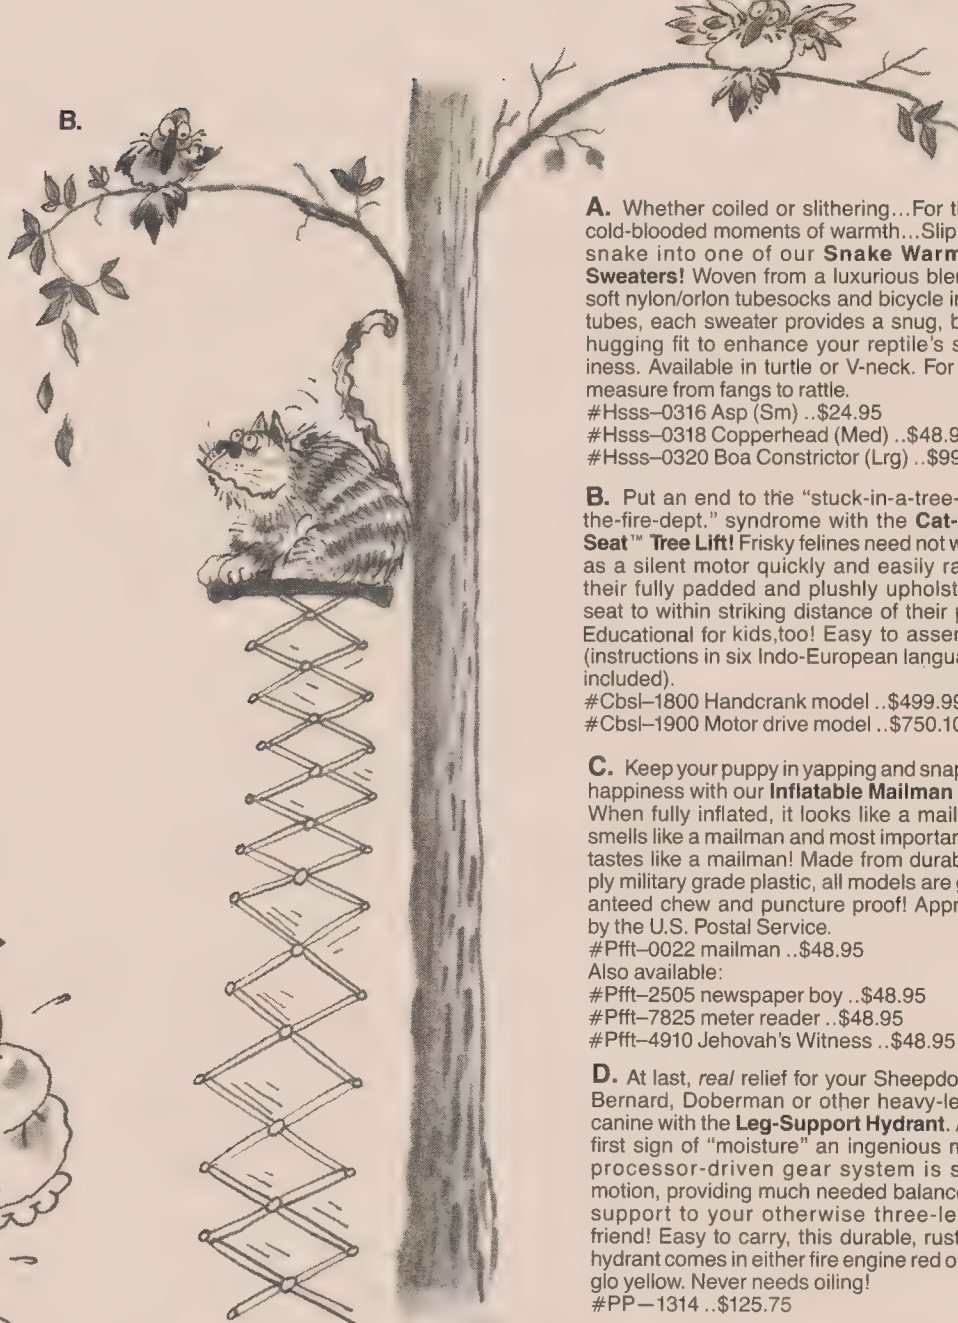 B.
A. Whether coiled or slithering...For th
cold-blooded moments of warmth...Slip
snake into one of our Snake Warm
Sweaters! Woven from a luxurious blen
soft nylon/orlon tubesocks and bicycle in
tubes, each sweater provides a snug, b
hugging fit to enhance your reptile's s
iness. Available in turtle or V-neck. For
measure from fangs to rattle.
#Hsss–0316 Asp (Sm) ..$24.95
#Hsss–0318 Copperhead (Med) ..$48.9
#Hsss–0320 Boa Constrictor (Lrg) ..$99
B. Put an end to the "stuck-in-a-tree-
the-fire-dept." syndrome with the Cat-
Seat™ Tree Lift! Frisky felines need not w
as a silent motor quickly and easily ra
their fully padded and plushly upholst
seat to within striking distance of their p
Educational for kids,too! Easy to assem
(instructions in six Indo-European langua
included).
#Cbsl–1800 Handcrank model ..$499.99
#Cbsl–1900 Motor drive model ..$750.10
C. Keep your puppy in yapping and snap
happiness with our Inflatable Mailman
When fully inflated, it looks like a mail
smells like a mailman and most importan
tastes like a mailman! Made from durab
ply military grade plastic, all models are g
anteed chew and puncture proof! Appr
by the U.S. Postal Service.
#Pfft–0022 mailman ..$48.95
Also available:
#Pfft–2505 newspaper boy ..$48.95
#Pfft–7825 meter reader ..$48.95
#Pfft–4910 Jehovah's Witness ..$48.95
D. At last, real relief for your Sheepdo
Bernard, Doberman or other heavy-le
canine with the Leg-Support Hydrant. A
first sign of "moisture" an ingenious m
processor-driven gear system is s
motion, providing much needed balance
support to your otherwise three-le
friend! Easy to carry, this durable, rust
hydrant comes in either fire engine red o
glo yellow. Never needs oiling!
#PP—1314 ..$125.75